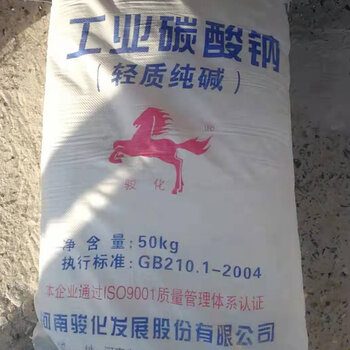 工业碳酸钠
(轻质纯碱)
骏化
净含量:50kg
执行标准:GB210.1-2004
本企业通过ISO9001质量管理体系认证
河南骏化发展股份有限公司